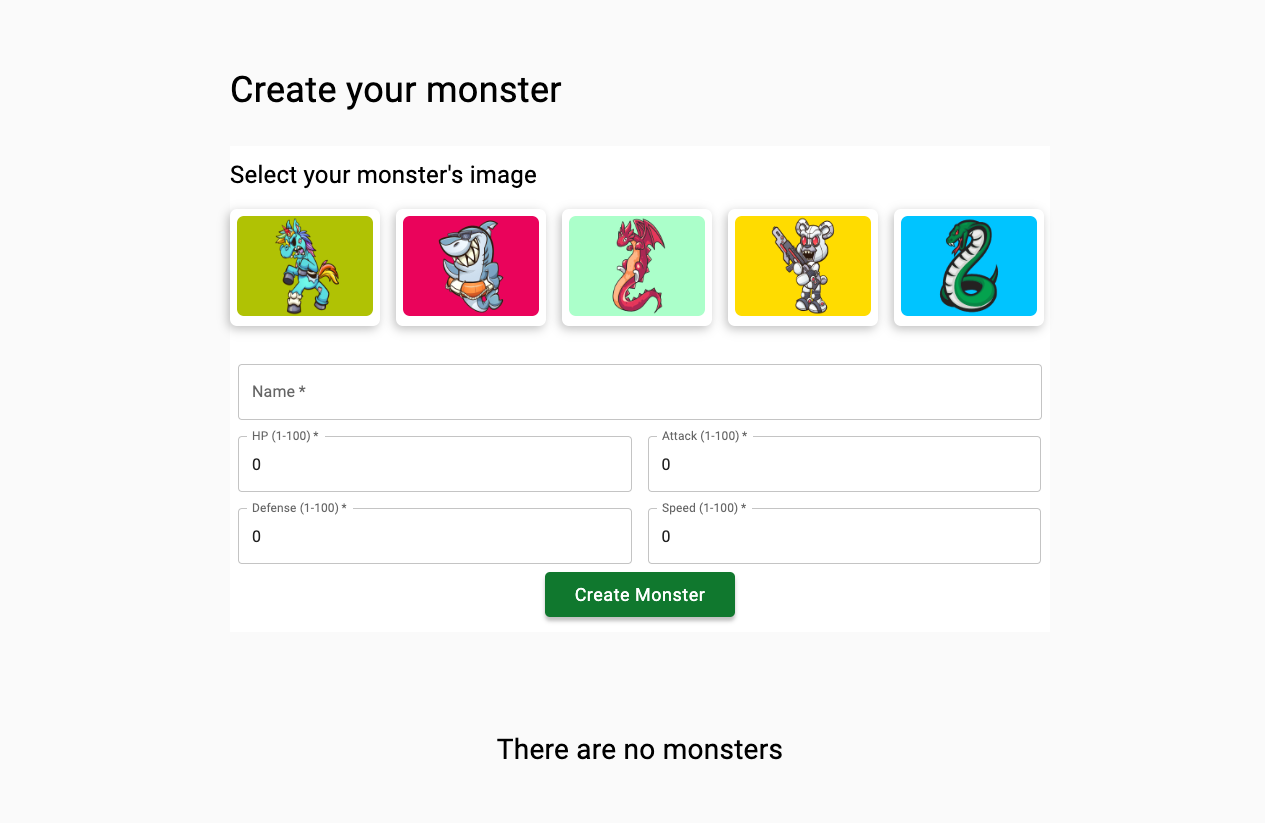 Create your monster
Select your monster's image
Name *
HP (1-100) *
Attack (1-100) *
0
0
Defense (1-100) *
Speed (1-100) *
0
0
Create Monster
There are no monsters